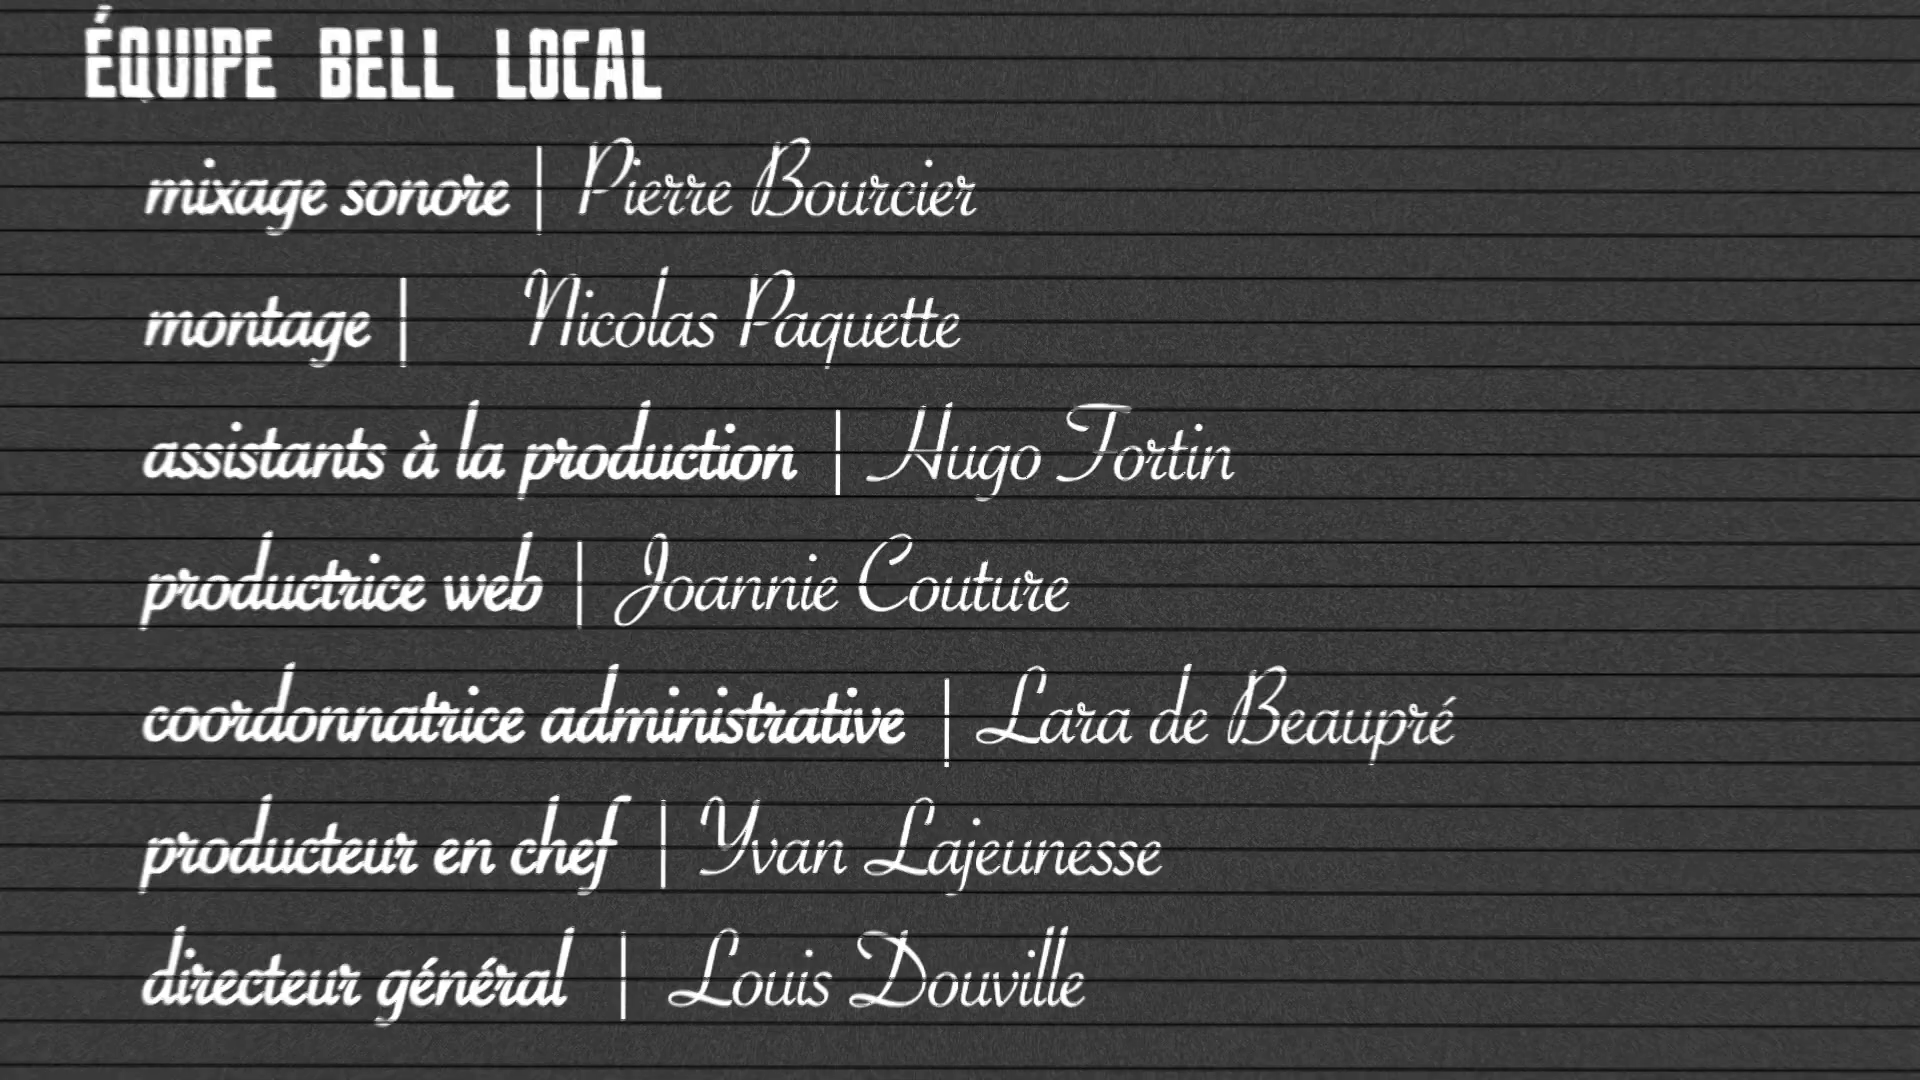 ÉQUIPE BELL LOCAL
mixage sonore | Pierre Bourcier
montage | Nicolas Paquette
assistants à la production | Hugo Fortin
productrice web | Joannie Couture
coordonnatrice administrative | Lara de Beaupré
producteur en chef | Yvan Lajeunesse
directeur général | Louis Douville